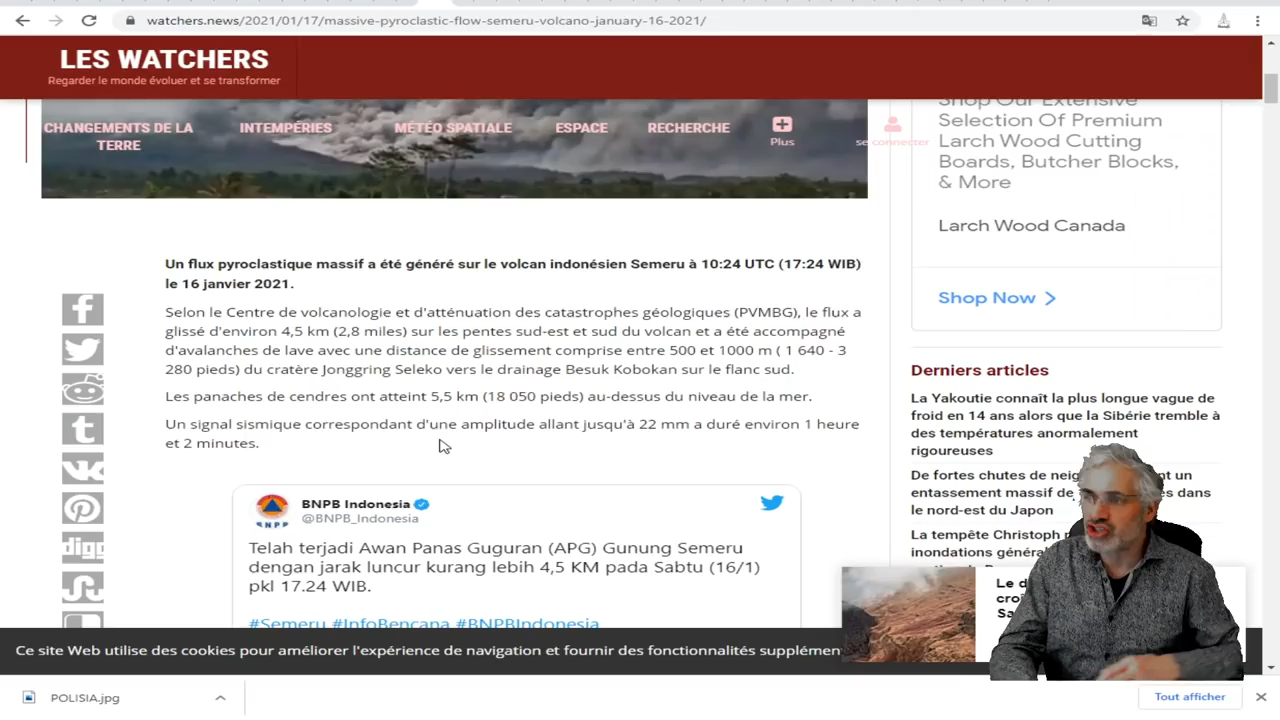 watchers.news/2021/01/17/massive-pyroclastic-flow-semeru-volcano-january-16-2021/
LES WATCHERS
Regarder le monde évoluer et se transformer
CHANGEMENTS DE LA
TERRE
INTEMPÉRIES
MÉTÉO SPATIALE
ESPACE
RECHERCHE
Plus
se connecter
Shop Our Extensive
Selection Of Premium
Larch Wood Cutting
Boards, Butcher Blocks,
& More
Larch Wood Canada
Shop Now
Un flux pyroclastique massif a été généré sur le volcan indonésien Semeru à 10:24 UTC (17:24 WIB)
le 16 janvier 2021.
Selon le Centre de volcanologie et d'atténuation des catastrophes géologiques (PVMBG), le flux a
glissé d'environ 4,5 km (2,8 miles) sur les pentes sud-est et sud du volcan et a été accompagné
d'avalanches de lave avec une distance de glissement comprise entre 500 et 1000 m ( 1 640 - 3
280 pieds) du cratère Jonggring Seleko vers le drainage Besuk Kobokan sur le flanc sud.
Les panaches de cendres ont atteint 5,5 km (18 050 pieds) au-dessus du niveau de la mer.
Un signal sismique correspondant d'une amplitude allant jusqu'à 22 mm a duré environ 1 heure
et 2 minutes.
BNPB Indonesia
@BNPB_Indonesia
Telah terjadi Awan Panas Guguran (APG) Gunung Semeru
dengan jarak luncur kurang lebih 4,5 KM pada Sabtu (16/1)
pkl 17.24 WIB.
#Semeru #InfoBencana #BNPBIndonesia
Derniers articles
La Yakoutie connaît la plus longue vague de
froid en 14 ans alors que la Sibérie tremble à
des températures anormalement
rigoureuses
De fortes chutes de un
entassement massif de dans
le nord-est du Japon
La tempête Christoph
inondations
Le
digg
Ce site Web utilise des cookies pour améliorer l'expérience de navigation et fournir des fonctionnalités
POLISIA.jpg
Tout afficher